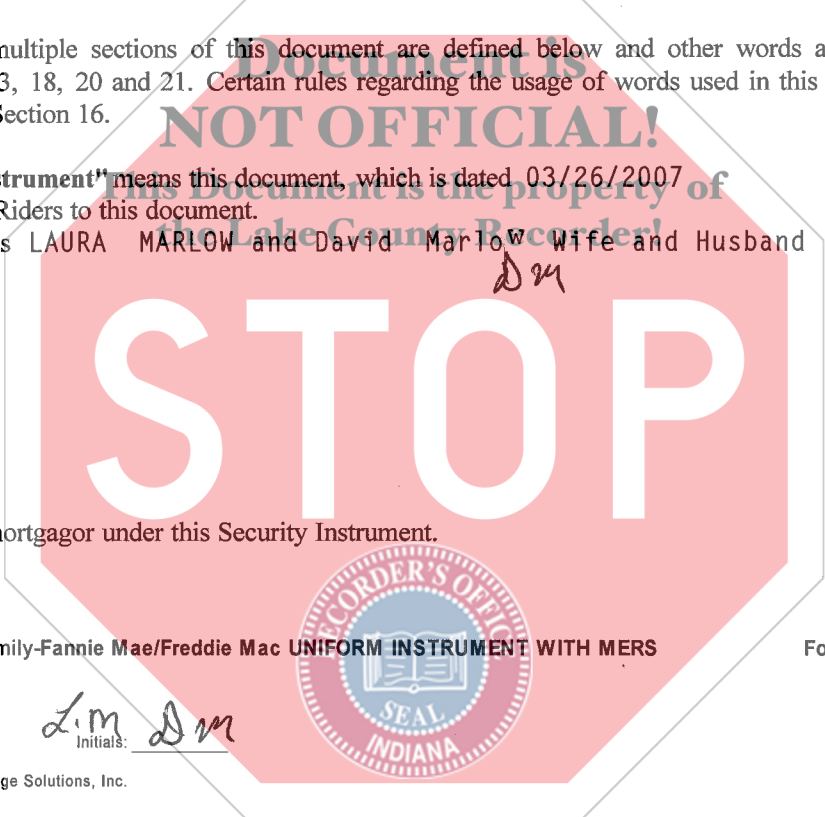 multiple sections of this document are defined below and other words a
Document is
3, 18, 20 and 21. Certain rules regarding the usage of words used in this
Section 16.
NOT OFFICIAL!
strument" means this document, which is dated 03/26/2007
This Document is the property of
Riders to this document.
the Lake County Recorder!
s LAURA MARLOW and David Marlow Wife and Husband
DM
STOP
mortgagor under this Security Instrument.
RECORDER'S OFFICE
mily-Fannie Mae/Freddie Mac UNIFORM INSTRUMENT WITH MERS Fo
SEAL
INDIANA
L.M DM
Initials:
ge Solutions, Inc.